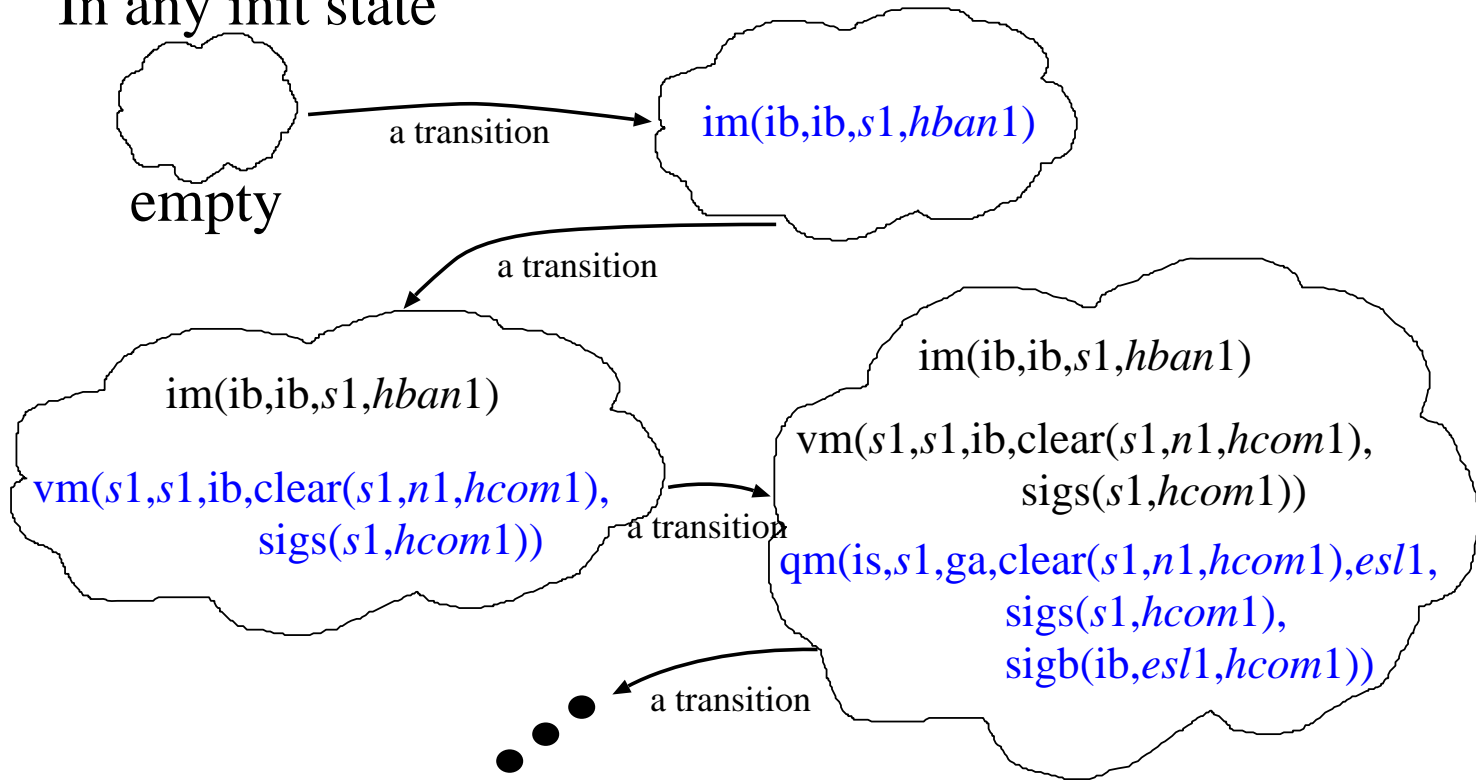 In any init state
empty
a transition
im(ib,ib,s1,hban1)
a transition
im(ib,ib,s1,hban1)
vm(s1,s1,ib,clear(s1,n1,hcom1),
sigs(s1,hcom1))
a transition
im(ib,ib,s1,hban1)
vm(s1,s1,ib,clear(s1,n1,hcom1),
sigs(s1,hcom1))
qm(is,s1,ga,clear(s1,n1,hcom1),esl1,
sigs(s1,hcom1),
sigb(ib,esl1,hcom1))
a transition